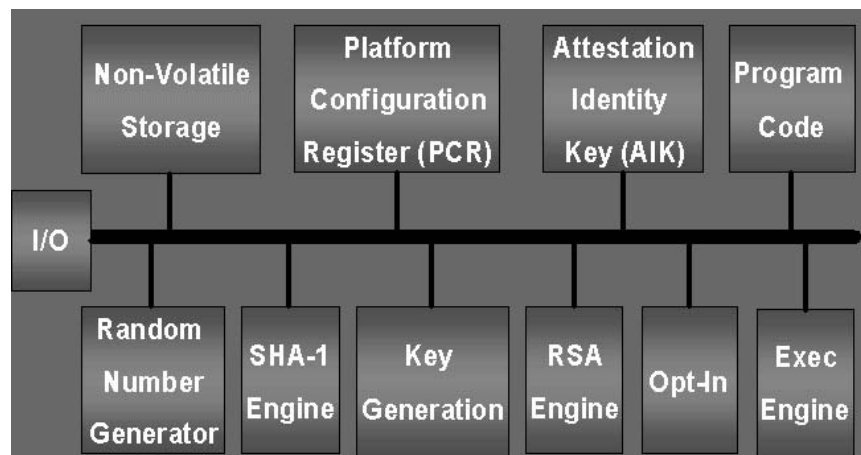 Non-Volatile
Storage
Platform
Configuration
Register (PCR)
Attestation
Identity
Key (AIK)
Program
Code
I/O
Random
Number
Generator
SHA-1
Engine
Key
Generation
RSA
Engine
Opt-In
Exec
Engine